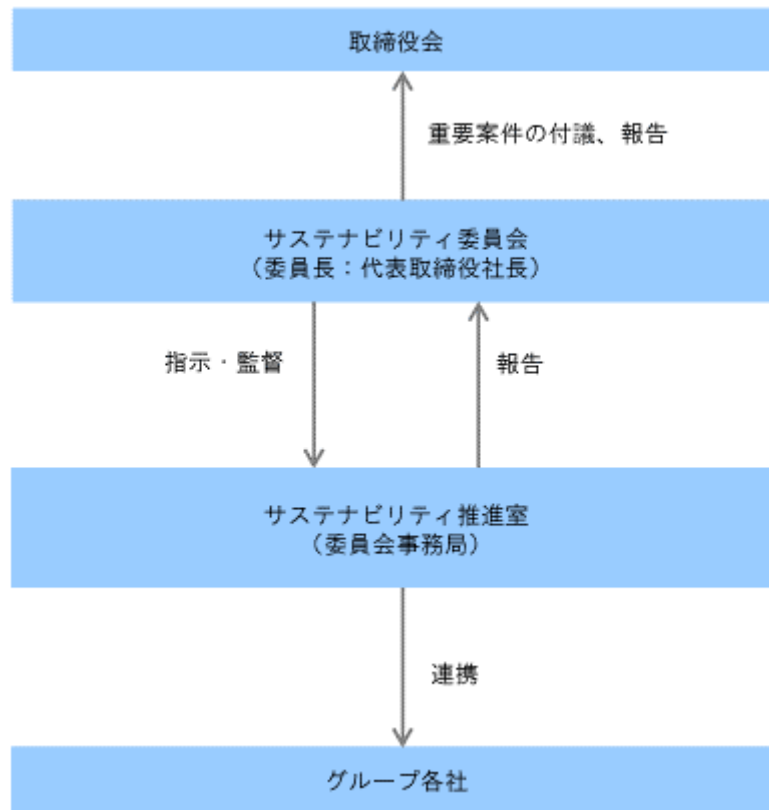 取締役会
重要案件の付議、報告
サステナビリティ委員会
（委員長：代表取締役社長）
指示・監督
報告
サステナビリティ推進室
（委員会事務局）
連携
グループ各社